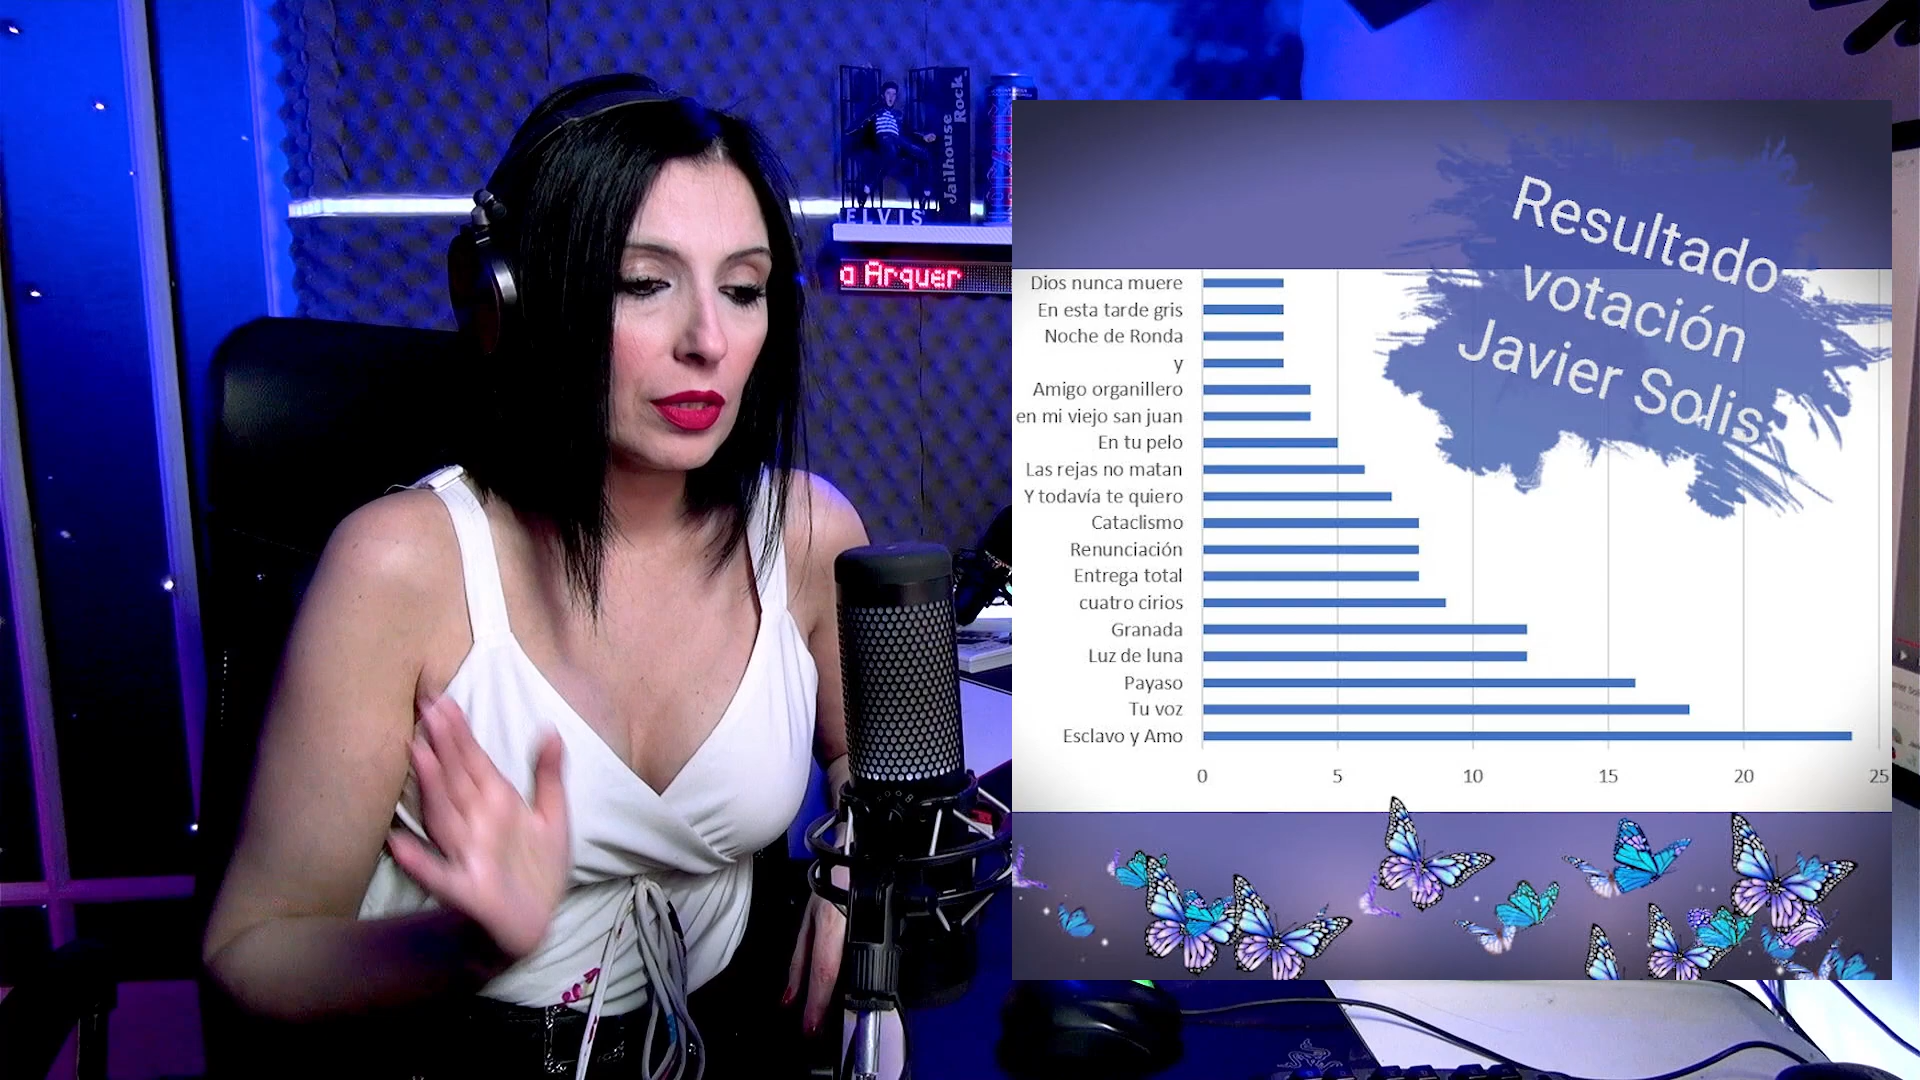 Jailhouse
Rock
ELVIS
a Arquer
Resultado
votación
Javier Solis
Dios nunca muere
En esta tarde gris
Noche de Ronda
y
Amigo organillero
en mi viejo san juan
En tu pelo
Las rejas no matan
Y todavía te quiero
Cataclismo
Renunciación
Entrega total
cuatro cirios
Granada
Luz de luna
Payaso
Tu voz
Esclavo y Amo
0 5 10 15 20 25